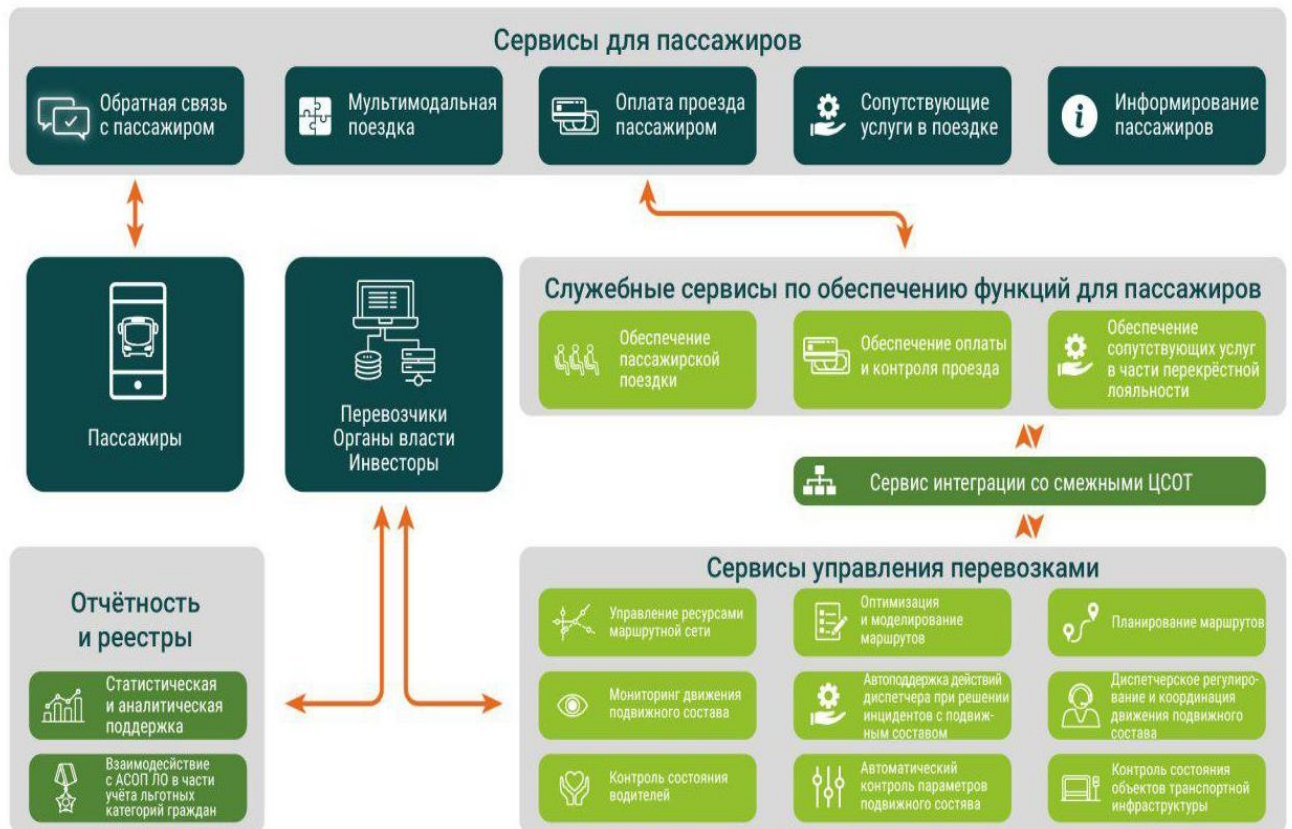 Сервисы для пассажиров
Обратная связь
с пассажиром
Мультимодальная
поездка
Оплата проезда
пассажиром
Сопутствующие
услуги в поездке
Информирование
пассажиров
Пассажиры
Перевозчики
Органы власти
Инвесторы
Служебные сервисы по обеспечению функций для пассажиров
Обеспечение
пассажирской
поездки
Обеспечение оплаты
и контроля проезда
Обеспечение
сопутствующих услуг
в части перекрёстной
лояльности
Сервис интеграции со смежными ЦСОТ
Отчётность
и реестры
Статистическая
и аналитическая
поддержка
Взаимодесйствие
с АСОП ЛО в части
учёта льготных
категорий граждан
Сервисы управления перевозками
Управление ресурсами
маршрутной сети
Оптимизация
и моделирование
маршрутов
Планирование маршрутов
Мониторинг движения
подвижного состава
Автоподдержка действий
диспетчера при решении
инцидентов с подвиж-
ным составом
Диспетчерское регулиро-
вание и координация
движения подвижного
состава
Контроль состояния
водителей
Автоматический
контроль параметров
подвижного состява
Контроль состояния
объектов транспортной
инфраструктуры